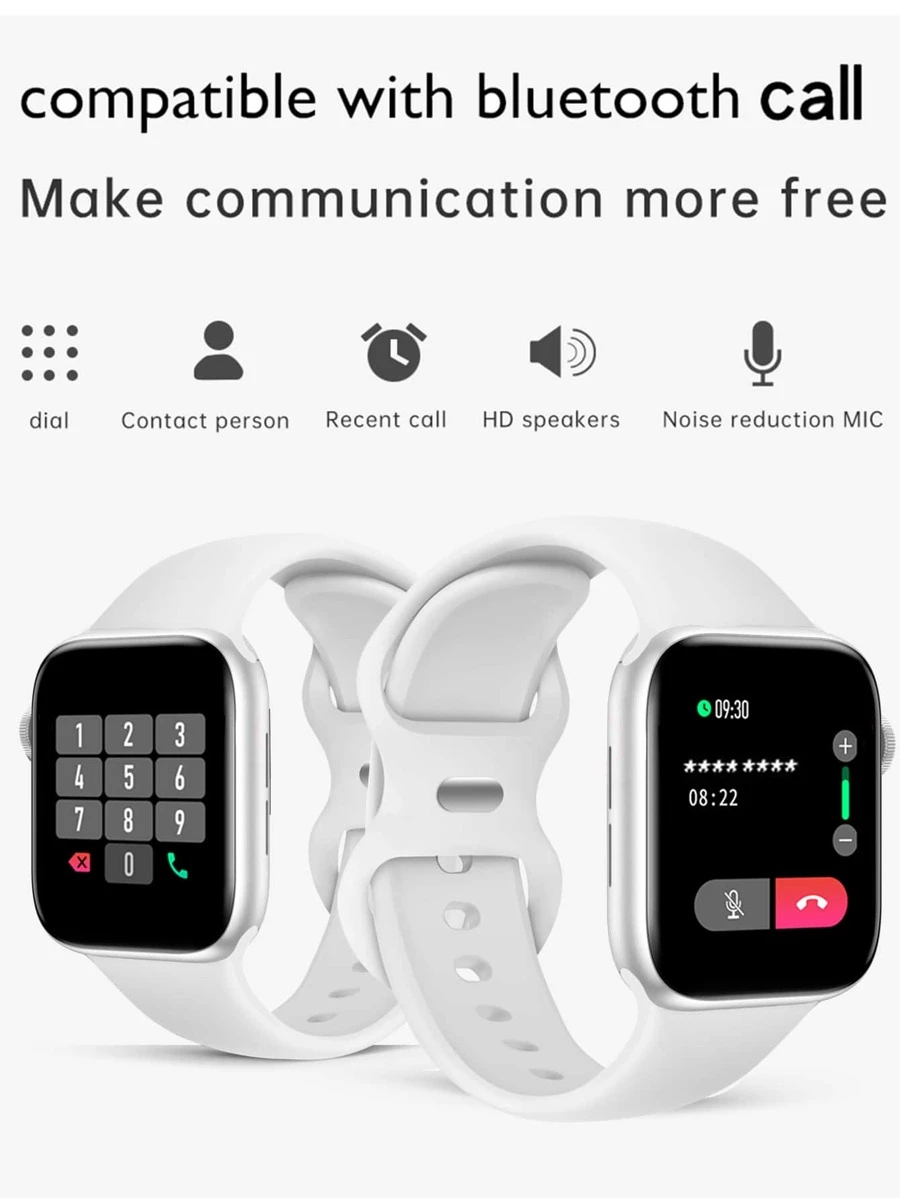 compatible with bluetooth call
Make communication more free
dial Contact person Recent call HD speakers Noise reduction MIC
1 2 3
4 5 6
7 8 9
0
09:30
********
08:22